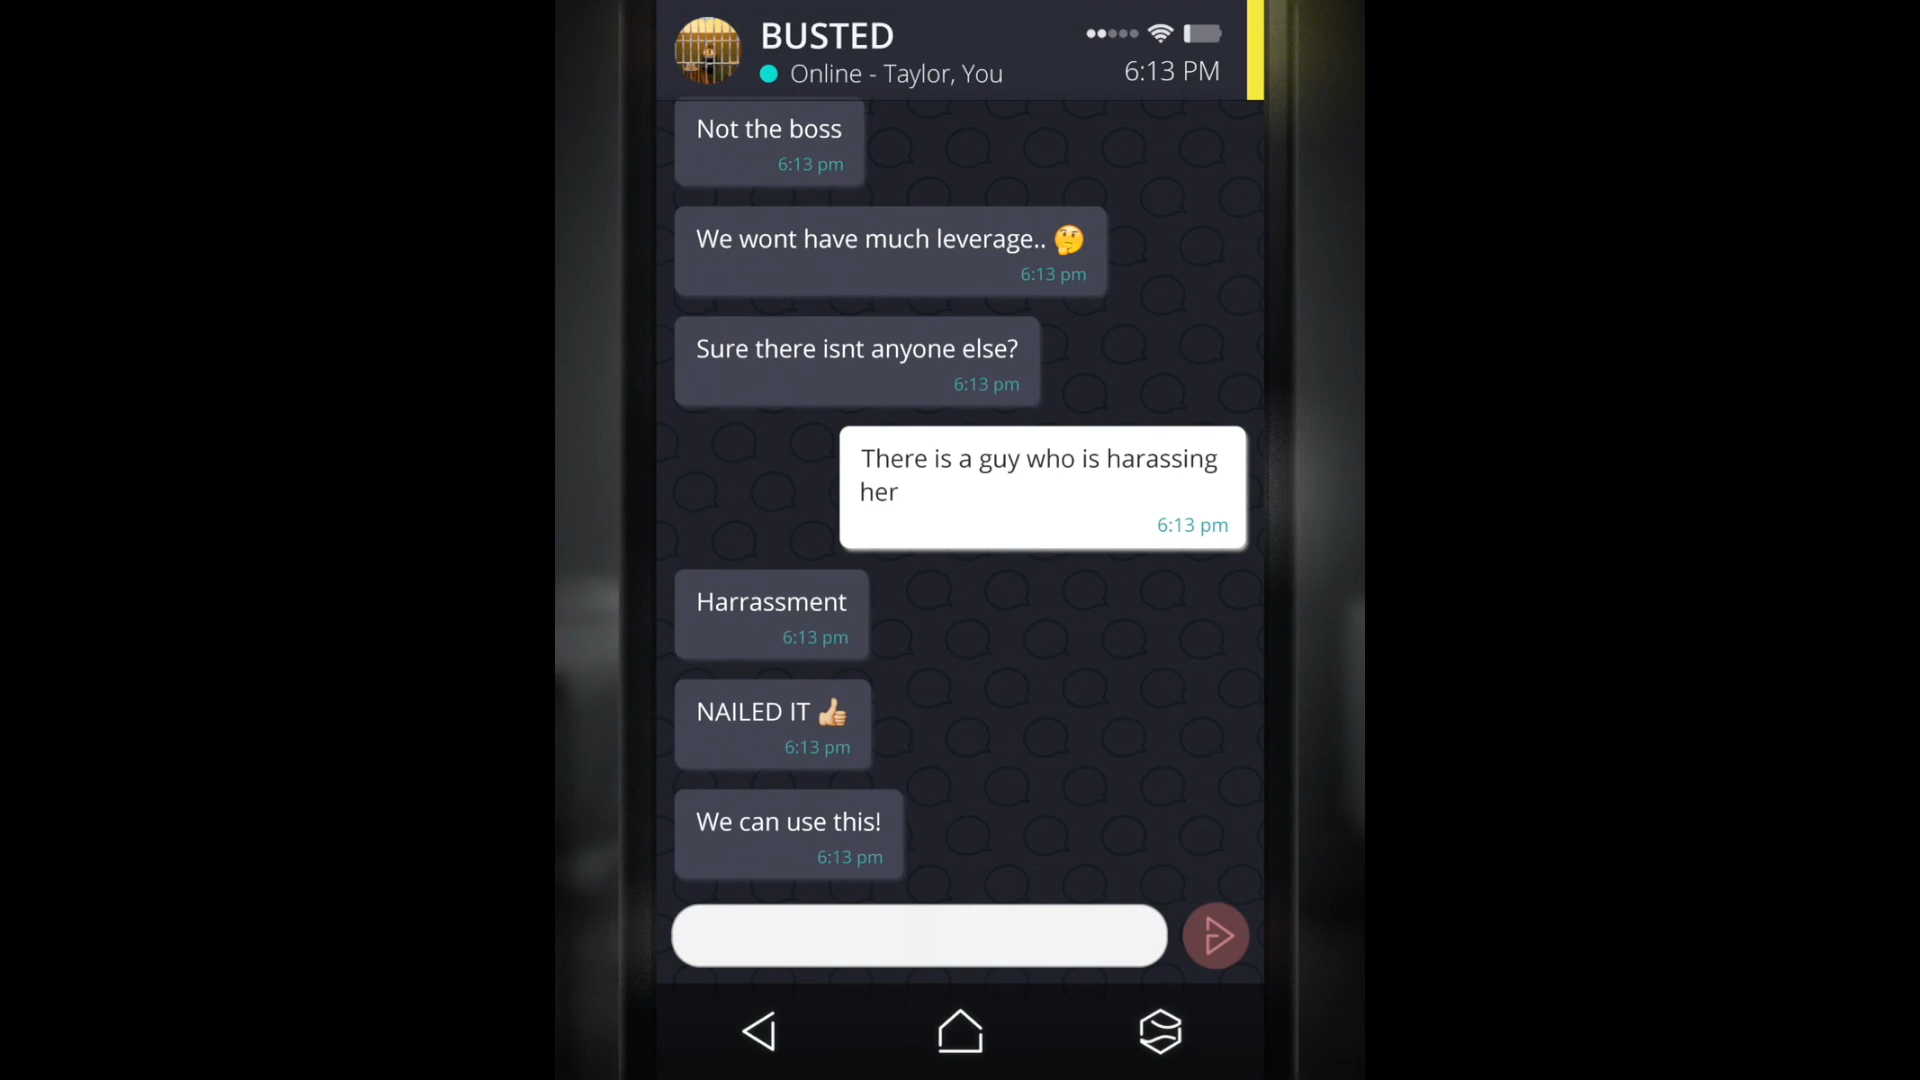 BUSTED
Online - Taylor, You
6:13 PM
Not the boss
6:13 pm
We wont have much leverage.. 🤔
6:13 pm
Sure there isnt anyone else?
6:13 pm
There is a guy who is harassing
her
6:13 pm
Harrassment
6:13 pm
NAILED IT 👍🏼
6:13 pm
We can use this!
6:13 pm